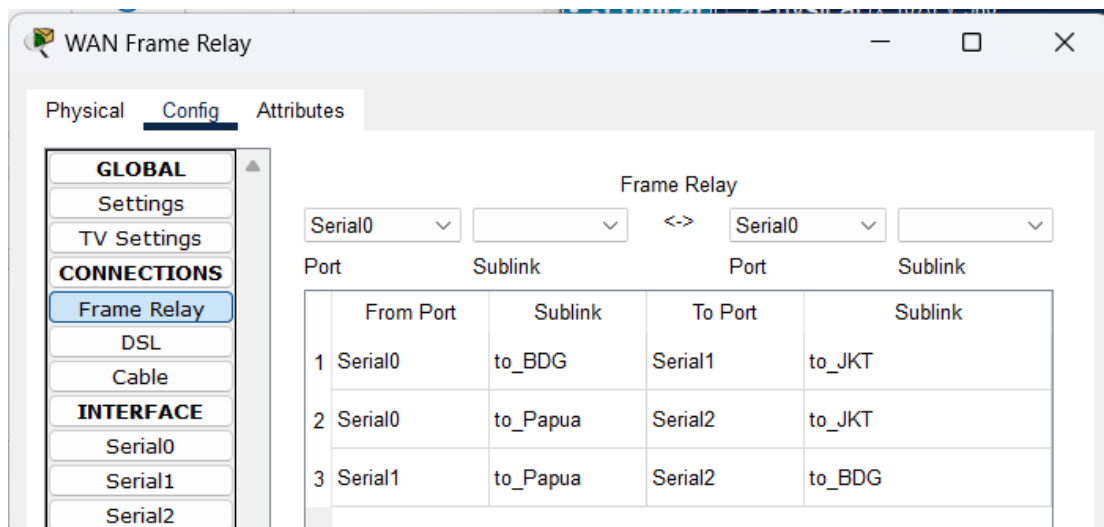 WAN Frame Relay
Physical Config Attributes
GLOBAL
Settings
TV Settings
CONNECTIONS
Frame Relay
DSL
Cable
INTERFACE
Serial0
Serial1
Serial2
Frame Relay
Serial0 <-> Serial0
Port Sublink Port Sublink
From Port Sublink To Port Sublink
1 Serial0 to_BDG Serial1 to_JKT
2 Serial0 to_Papua Serial2 to_JKT
3 Serial1 to_Papua Serial2 to_BDG